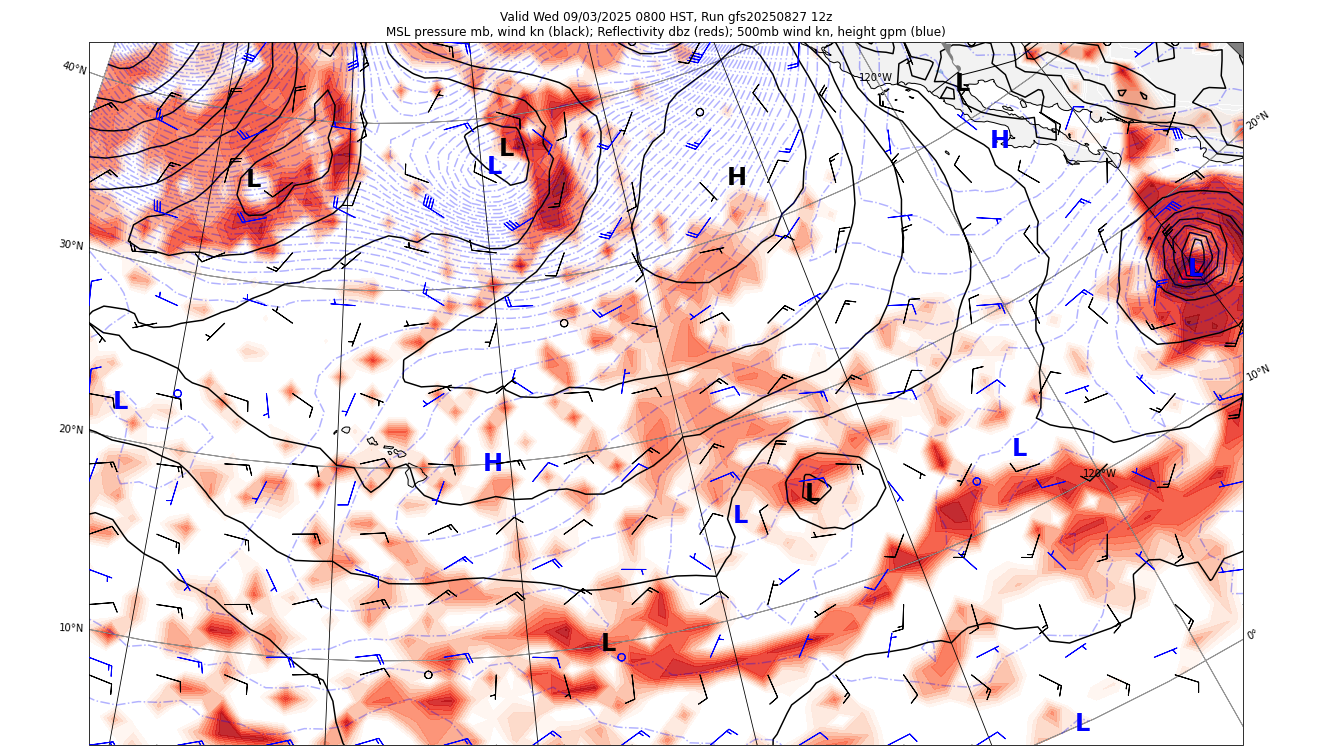 Valid Wed 09/03/2025 0800 HST, Run gfs20250827 12z
MSL pressure mb, wind kn (black); Reflectivity dbz (reds); 500mb wind kn, height gpm (blue)
40°N
120°W
L
20°N
H
L
L
H
L
30°N
L
10°N
L
20°N
L
H
120°W
L
L
10°N
L
0°
L